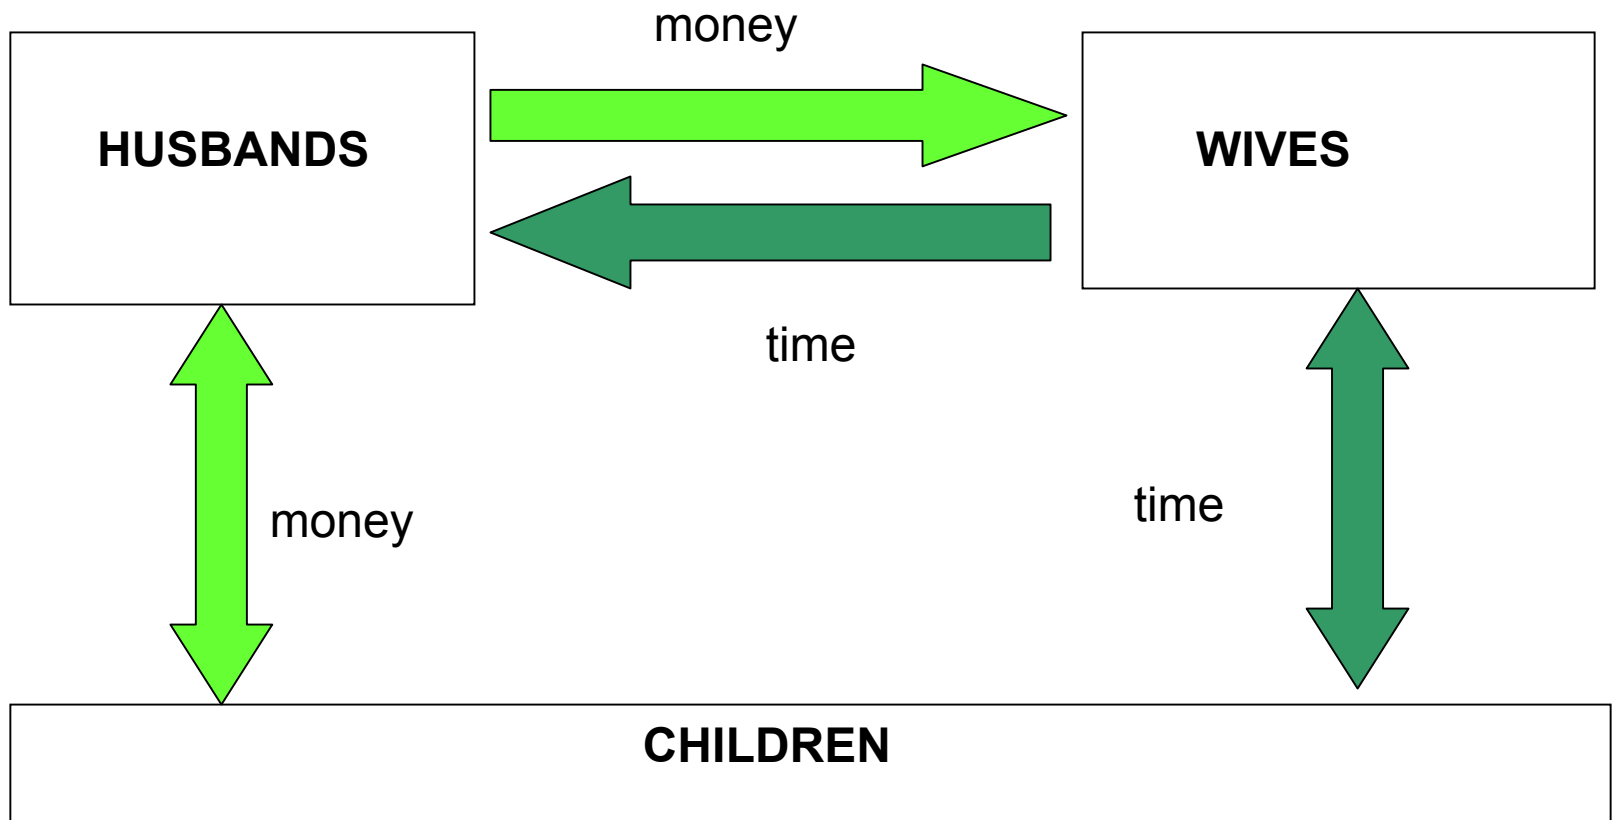 money
HUSBANDS
WIVES
time
money
time
CHILDREN